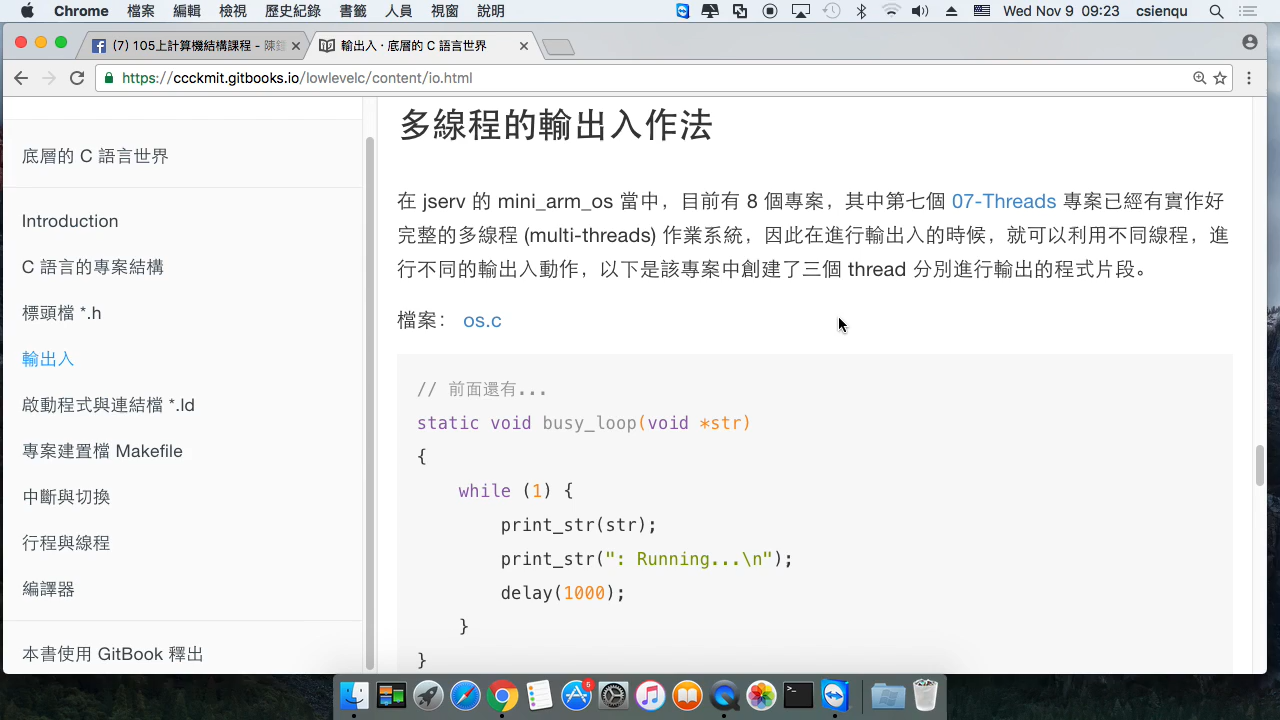 Chrome 檔案 編輯 檢視 歷史紀錄 書籤 人員 視窗 說明 Wed Nov 9 09:23 csienqu
(7) 105上計算機結構課程 - 陳鍾
輸出入 · 底層的 C 語言世界
https://ccckmit.gitbooks.io/lowlevelc/content/io.html
底層的 C 語言世界
Introduction
C 語言的專案結構
標頭檔 *.h
輸出入
啟動程式與連結檔 *.ld
專案建置檔 Makefile
中斷與切換
行程與線程
編譯器
本書使用 GitBook 釋出
多線程的輸出入作法
在 jserv 的 mini_arm_os 當中，目前有 8 個專案，其中第七個 07-Threads 專案已經有實作好
完整的多線程 (multi-threads) 作業系統，因此在進行輸出入的時候，就可以利用不同線程，進
行不同的輸出入動作，以下是該專案中創建了三個 thread 分別進行輸出的程式片段。
檔案： os.c
// 前面還有...
static void busy_loop(void *str)
{
    while (1) {
        print_str(str);
        print_str(": Running...\n");
        delay(1000);
    }
}
6